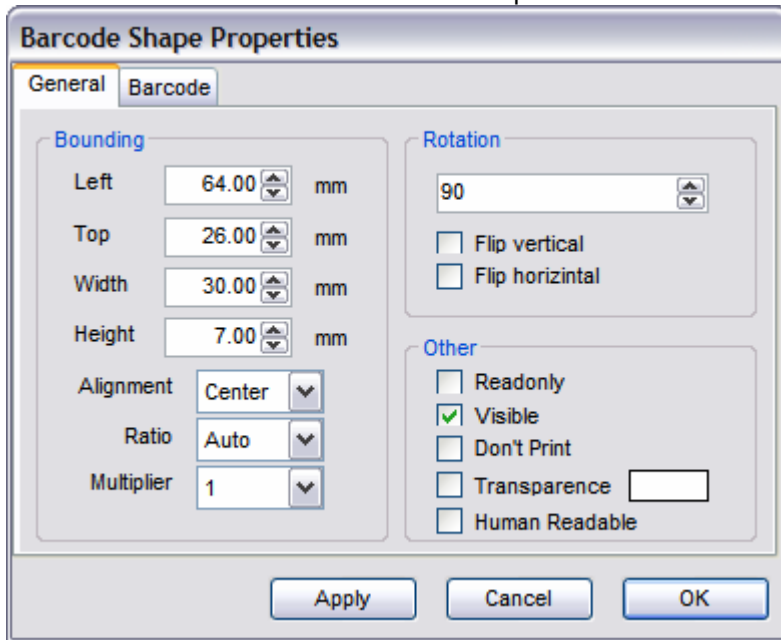 Barcode Shape Properties
General Barcode
Bounding
Left 64.00 mm
Top 26.00 mm
Width 30.00 mm
Height 7.00 mm
Alignment Center
Ratio Auto
Multiplier 1
Rotation
90
Flip vertical
Flip horizintal
Other
Readonly
Visible
Don't Print
Transparence
Human Readable
Apply Cancel OK